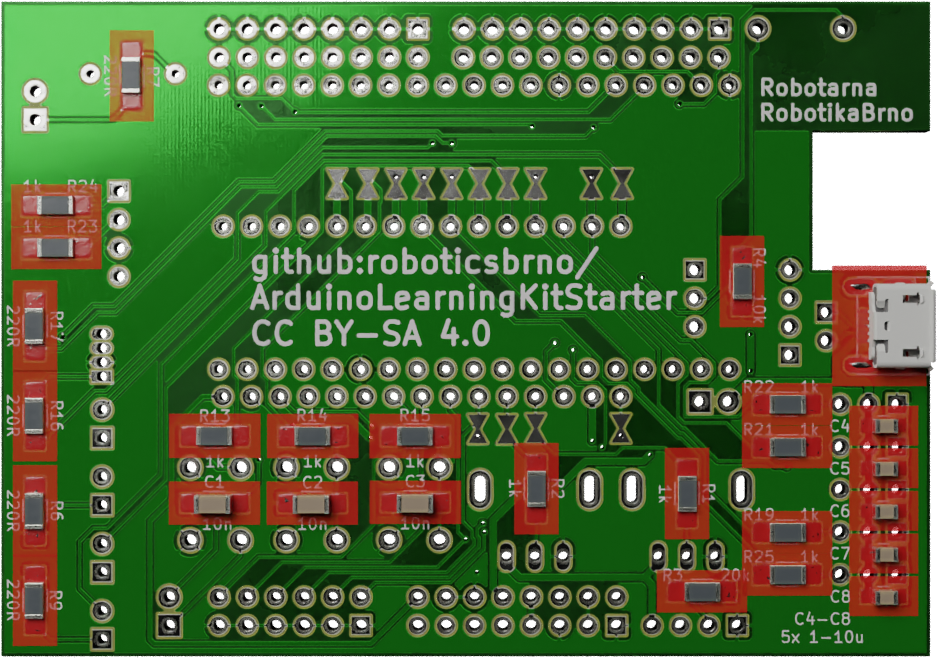 Robotarna
RobotikaBrno
220R
R7
1k R24
1k R23
github:roboticsbrno/
ArduinoLearningKitStarter
CC BY-SA 4.0
R4
10k
220R
R17
220R
R16
R22 1k
R21 1k
R13
R14
R15
1k
1k
1k
C1
C2
C3
10n
10n
10n
1k
R2
1k
R1
C4
C5
C6
C7
C8
R19 1k
R25 1k
220R
R6
220R
R9
R3 20k
C4-C8
5x 1-10u